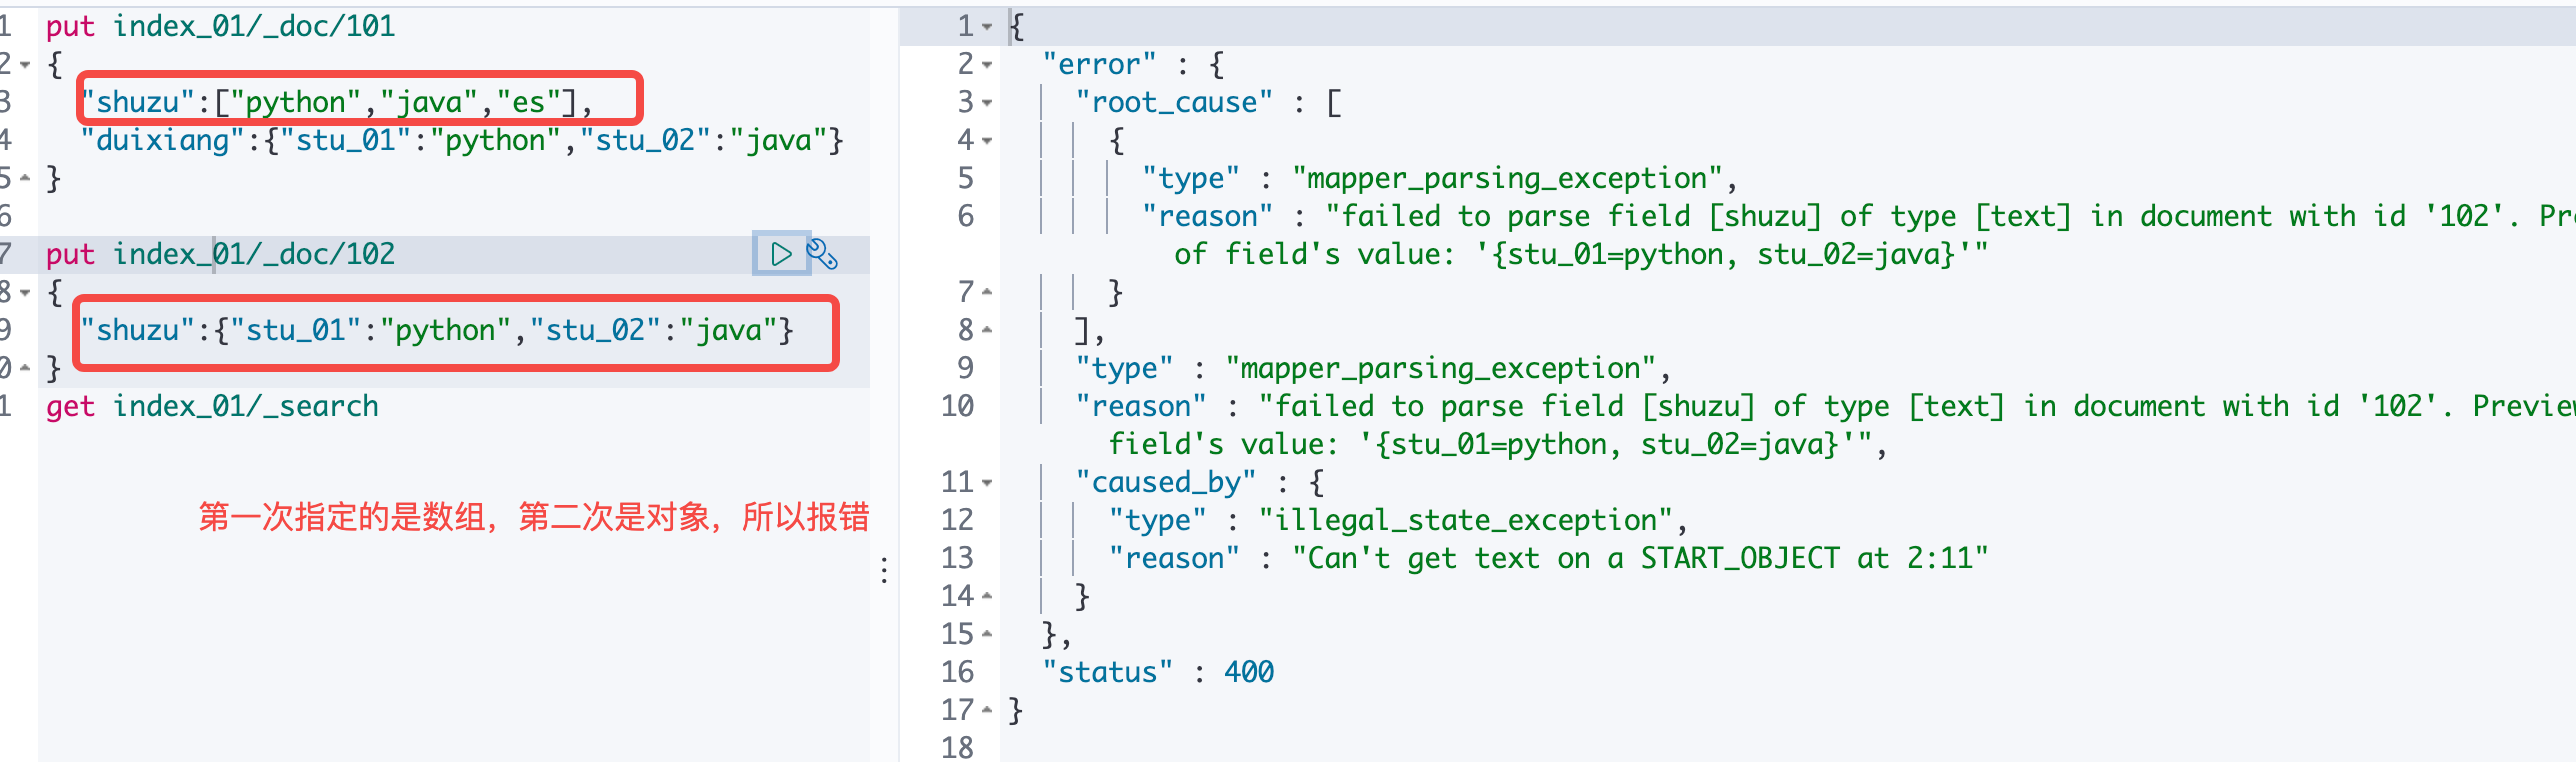 1 put index_01/_doc/101
2 {
3 "shuzu":["python","java","es"],
4 "duixiang":{"stu_01":"python","stu_02":"java"}
5 }
6
7 put index_01/_doc/102
8 {
9 "shuzu":{"stu_01":"python","stu_02":"java"}
0 }
1 get index_01/_search
第一次指定的是数组，第二次是对象，所以报错
1 {
2 "error" : {
3 "root_cause" : [
4 {
5 "type" : "mapper_parsing_exception",
6 "reason" : "failed to parse field [shuzu] of type [text] in document with id '102'.
of field's value: '{stu_01=python, stu_02=java}'"
7 }
8 ],
9 "type" : "mapper_parsing_exception",
10 "reason" : "failed to parse field [shuzu] of type [text] in document with id '102'.
field's value: '{stu_01=python, stu_02=java}'",
11 "caused_by" : {
12 "type" : "illegal_state_exception",
13 "reason" : "Can't get text on a START_OBJECT at 2:11"
14 }
15 },
16 "status" : 400
17 }
18